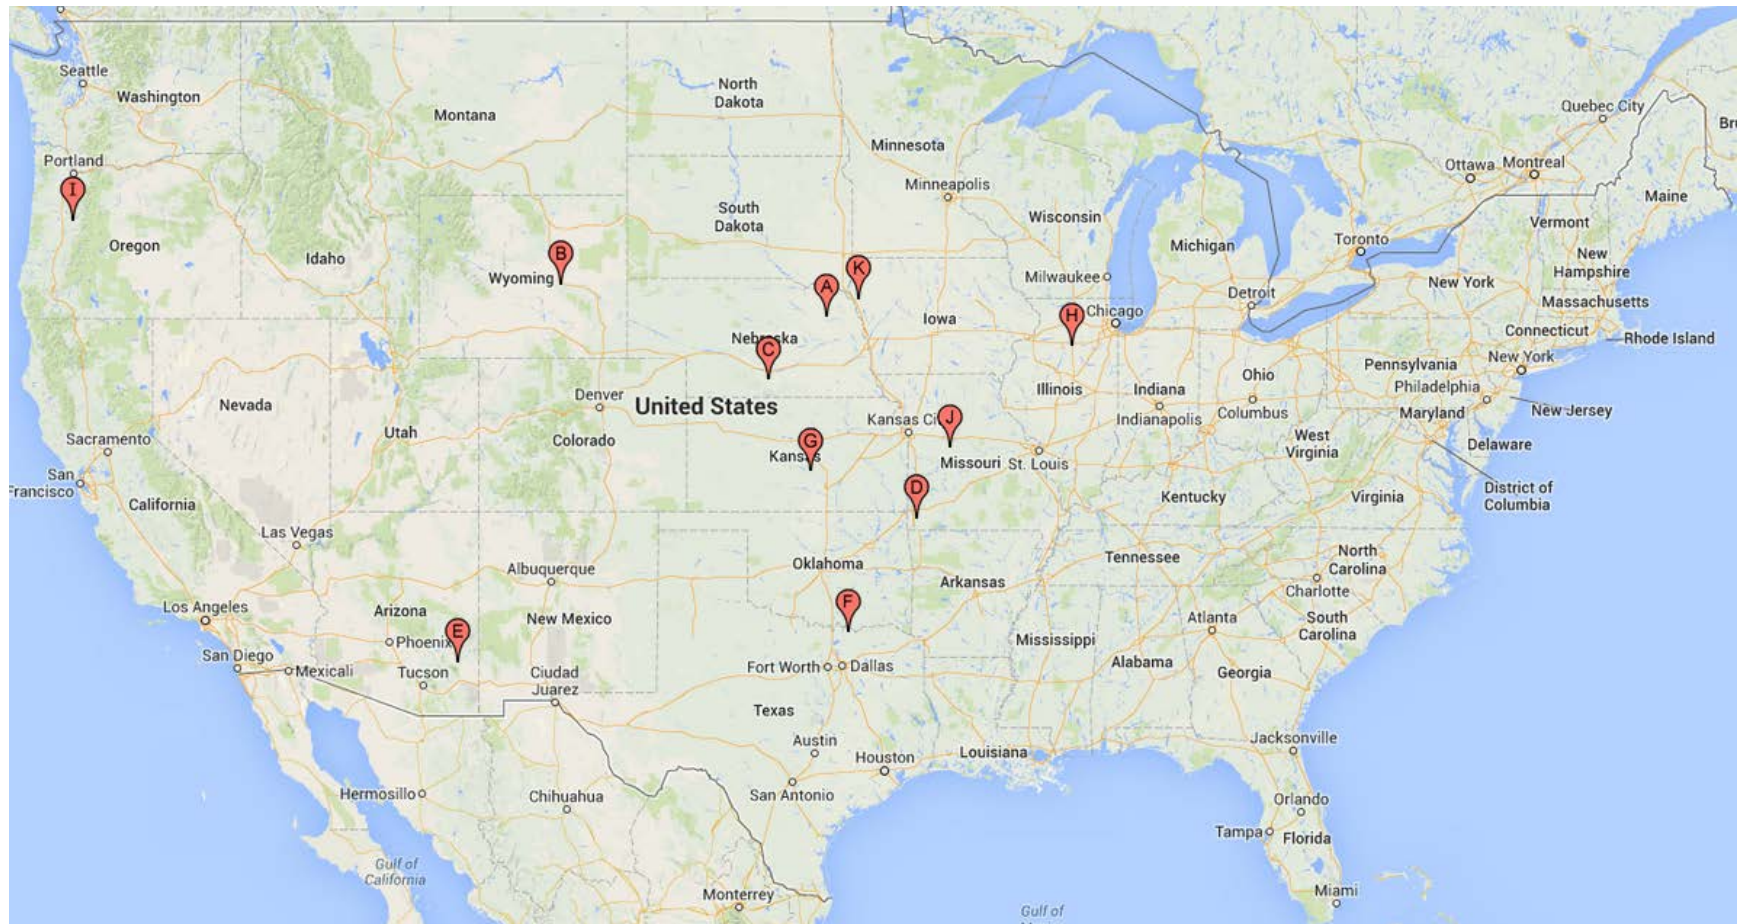 Quebec City
Seattle
Washington
North
Dakota
Montana
Bru
Minnesota
Portland
Ottawa
Montreal
Minneapolis
I
Maine
South
Dakota
Wisconsin
Vermont
Oregon
Michigan
Toronto
B
Idaho
New
Hampshire
K
Wyoming
Milwaukee
New York
A
Detroit
Massachusetts
H
Chicago
Iowa
Connecticut
Nebraska
Rhode Island
C
New York
Pennsylvania
Ohio
Philadelphia
Illinois
Indiana
Denver
United States
Nevada
New Jersey
Columbus
Maryland
J
Kansas Ci
Indianapolis
Utah
Sacramento
Colorado
G
West
Virginia
Delaware
Kansas
Missouri
St. Louis
San
Francisco
D
District of
Columbia
Kentucky
Virginia
California
Las Vegas
Tennessee
North
Carolina
Oklahoma
Albuquerque
Arkansas
Charlotte
F
Los Angeles
Arizona
New Mexico
Atlanta
South
Carolina
E
Phoenix
Mississippi
San Diego
Alabama
Mexicali
Tucson
Ciudad
Juarez
Fort Worth
Dallas
Georgia
Texas
Austin
Jacksonville
Houston
Louisiana
Hermosillo
Chihuahua
San Antonio
Orlando
Tampa
Florida
Gulf of
California
Monterrey
Miami
Gulf of